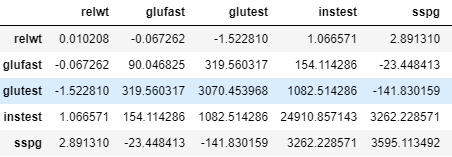 relwt glufast glutest instest sspg
relwt 0.010208 -0.067262 -1.522810 1.066571 2.891310
glufast -0.067262 90.046825 319.560317 154.114286 -23.448413
glutest -1.522810 319.560317 3070.453968 1082.514286 -141.830159
instest 1.066571 154.114286 1082.514286 24910.857143 3262.228571
sspg 2.891310 -23.448413 -141.830159 3262.228571 3595.113492